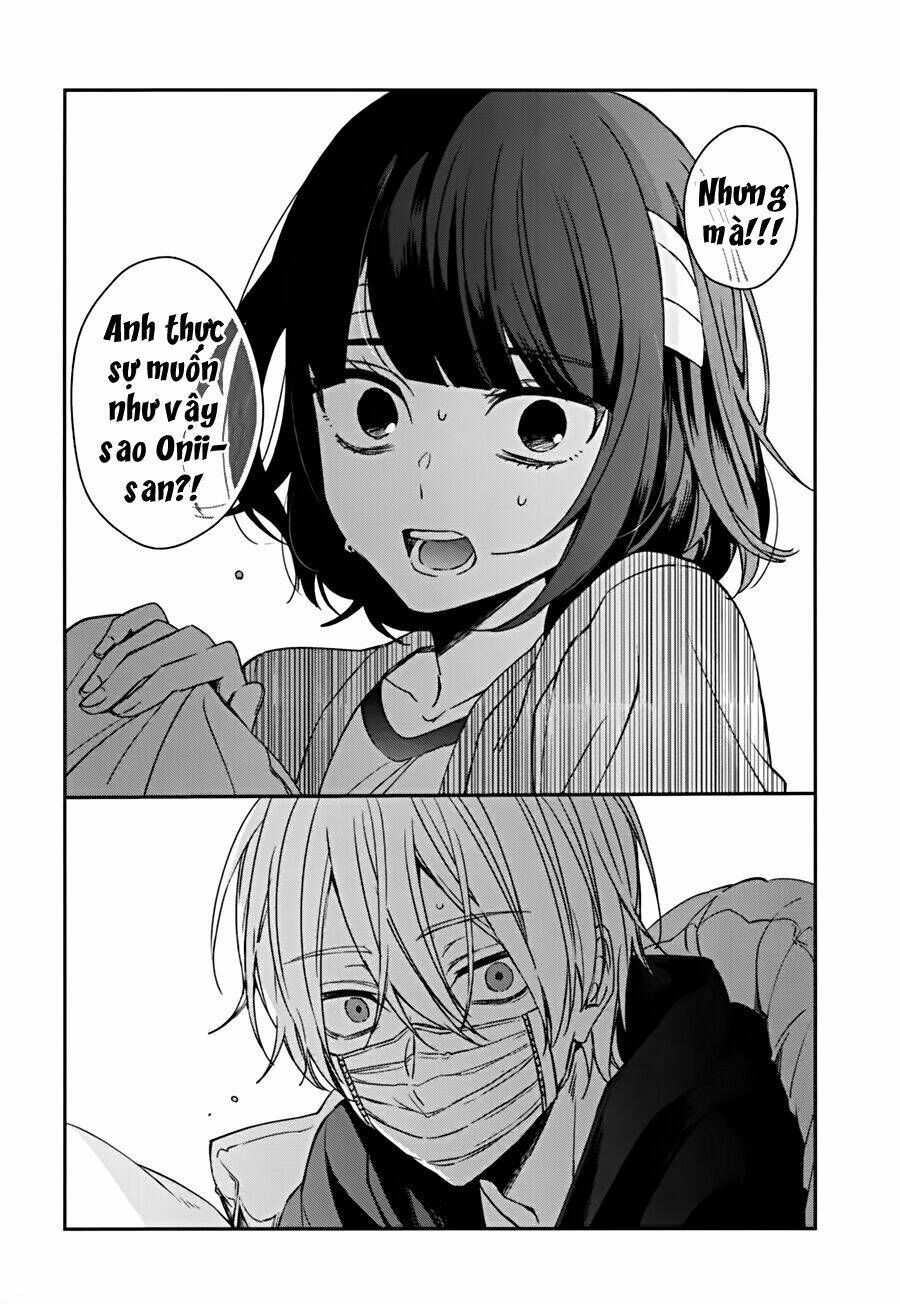 Nhưng
mà!!!
Anh thực
sự muốn
như vậy
sao Onii-
san?!